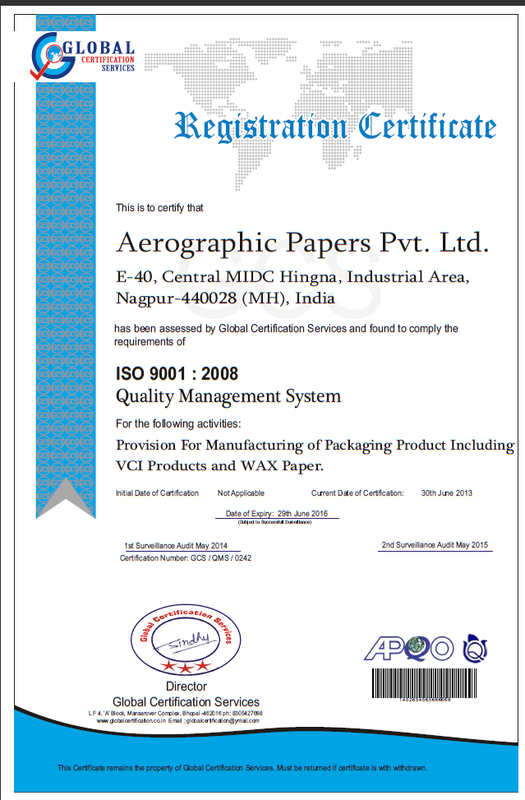 GLOBAL
CERTIFICATION
SERVICES
Registration Certificate
This is to certify that
Aerographic Papers Pvt. Ltd.
E-40, Central MIDC Hingna, Industrial Area,
Nagpur-440028 (MH), India
GCS
has been assessed by Global Certification Services and found to comply the
requirements of
ISO 9001 : 2008
Quality Management System
For the following activities:
Provision For Manufacturing of Packaging Product Including
VCI Products and WAX Paper.
Initial Date of Certification Not Applicable Current Date of Certification: 30th June 2013
Date of Expiry: 29th June 2016
(Subject to Successfull Surveillance)
1st Surveillance Audit May 2014 2nd Surveillance Audit May 2015
Certification Number: GCS / QMS / 0242
Global Certification Services
Sindhy
APQO
Director
Global Certification Services
L.F 4, 'A' Block, Mansarover Complex, Bhopal -462016 ph:
www.globalcertification.co.in Email : globalcertification@ymail.com
This Certificate remains the property of Global Certification Services. Must be returned if certificate is with withdrawn.